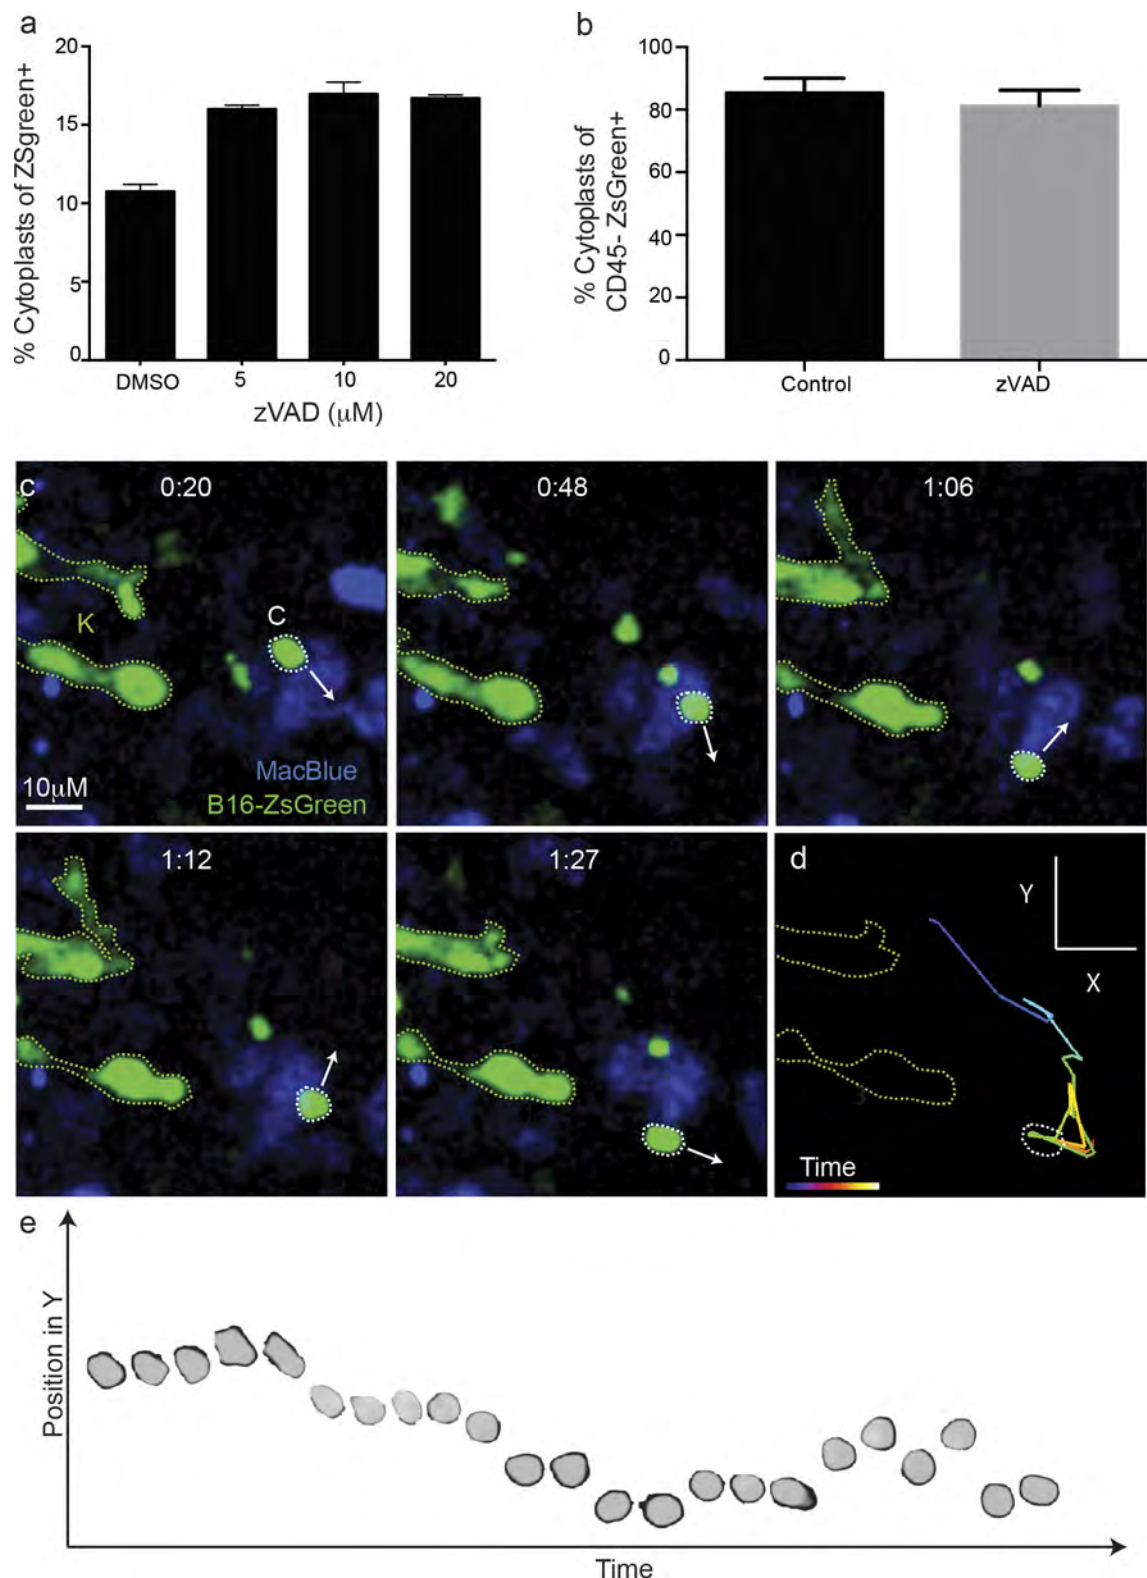 a
20
15
10
5
0
% Cytoplasts of ZSgreen+
DMSO
5
10
20
zVAD (μM)
b
100
80
60
40
20
0
% Cytoplasts of
CD45- ZsGreen+
Control
zVAD
c
0:20
K
C
MacBlue
B16-ZsGreen
10μM
0:48
1:06
1:12
1:27
d
Y
X
Time
e
Position in Y
Time